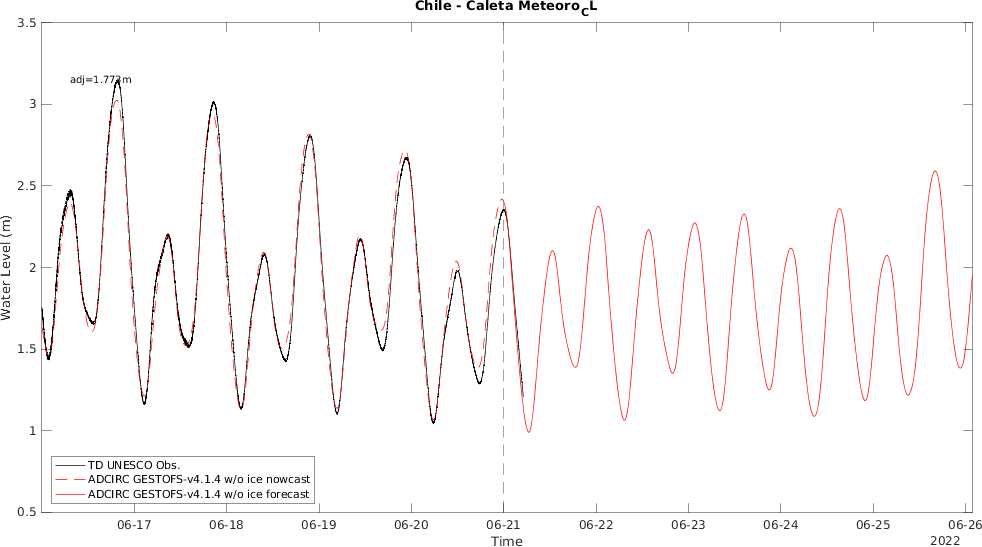 Chile - Caleta Meteoro_CL
adj=1.773m
3.5
3
2.5
2
1.5
1
0.5
Water Level (m)
TD UNESCO Obs.
ADCIRC GESTOFS-v4.1.4 w/o ice nowcast
ADCIRC GESTOFS-v4.1.4 w/o ice forecast
06-17 06-18 06-19 06-20 06-21 06-22 06-23 06-24 06-25 06-26
Time
2022